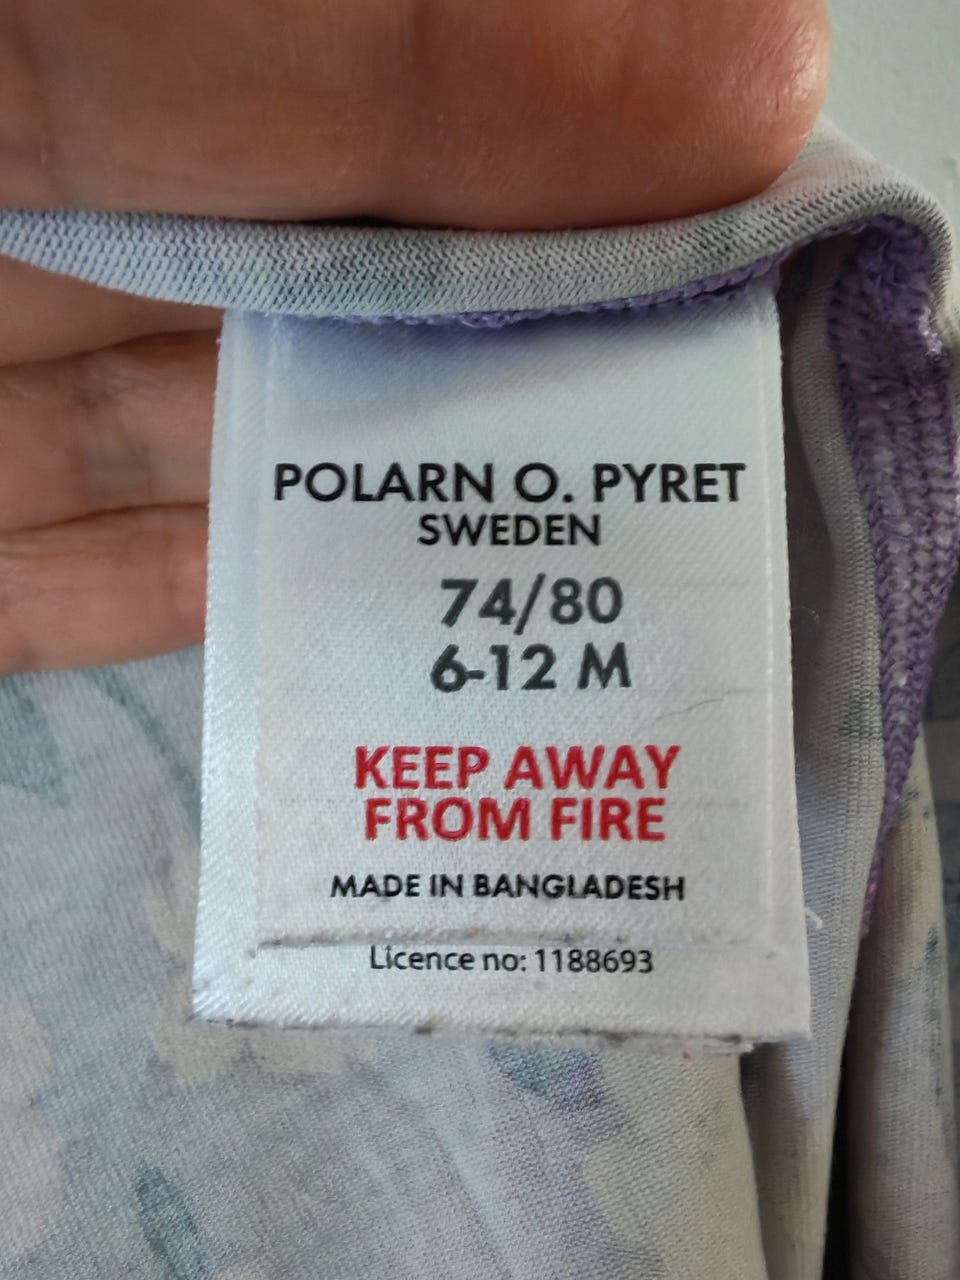 POLARN O. PYRET
SWEDEN
74/80
6-12 M
KEEP AWAY
FROM FIRE
MADE IN BANGLADESH
Licence no: 1188693